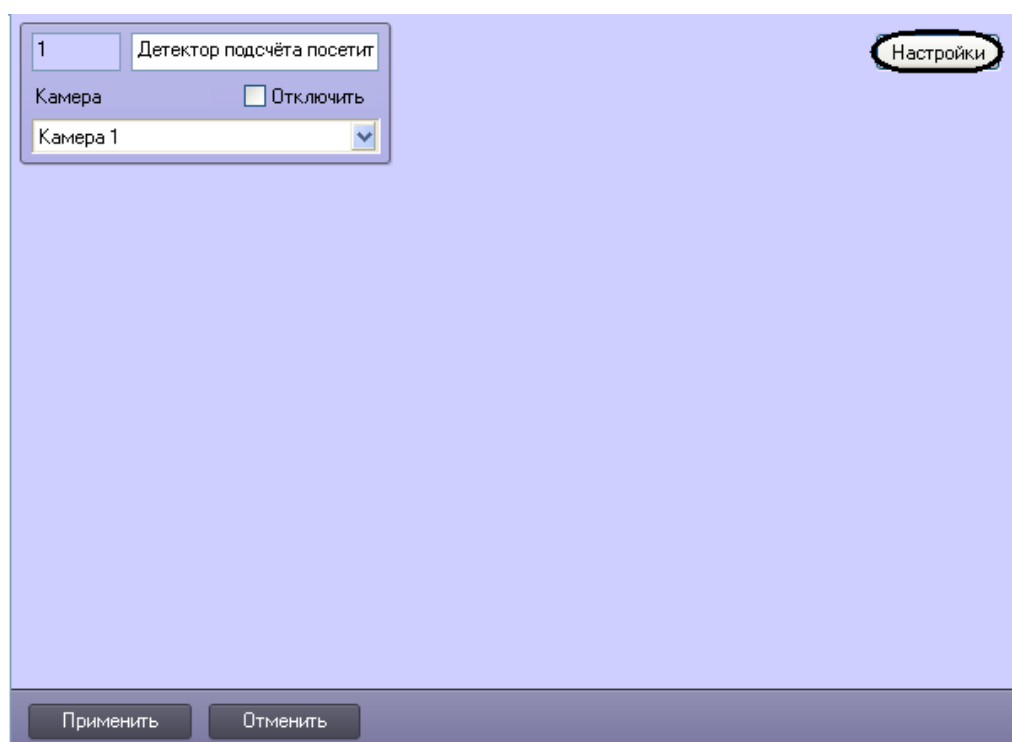 1
Детектор подсчёта посетит
Настройки
Камера
Отключить
Камера 1
Применить
Отменить